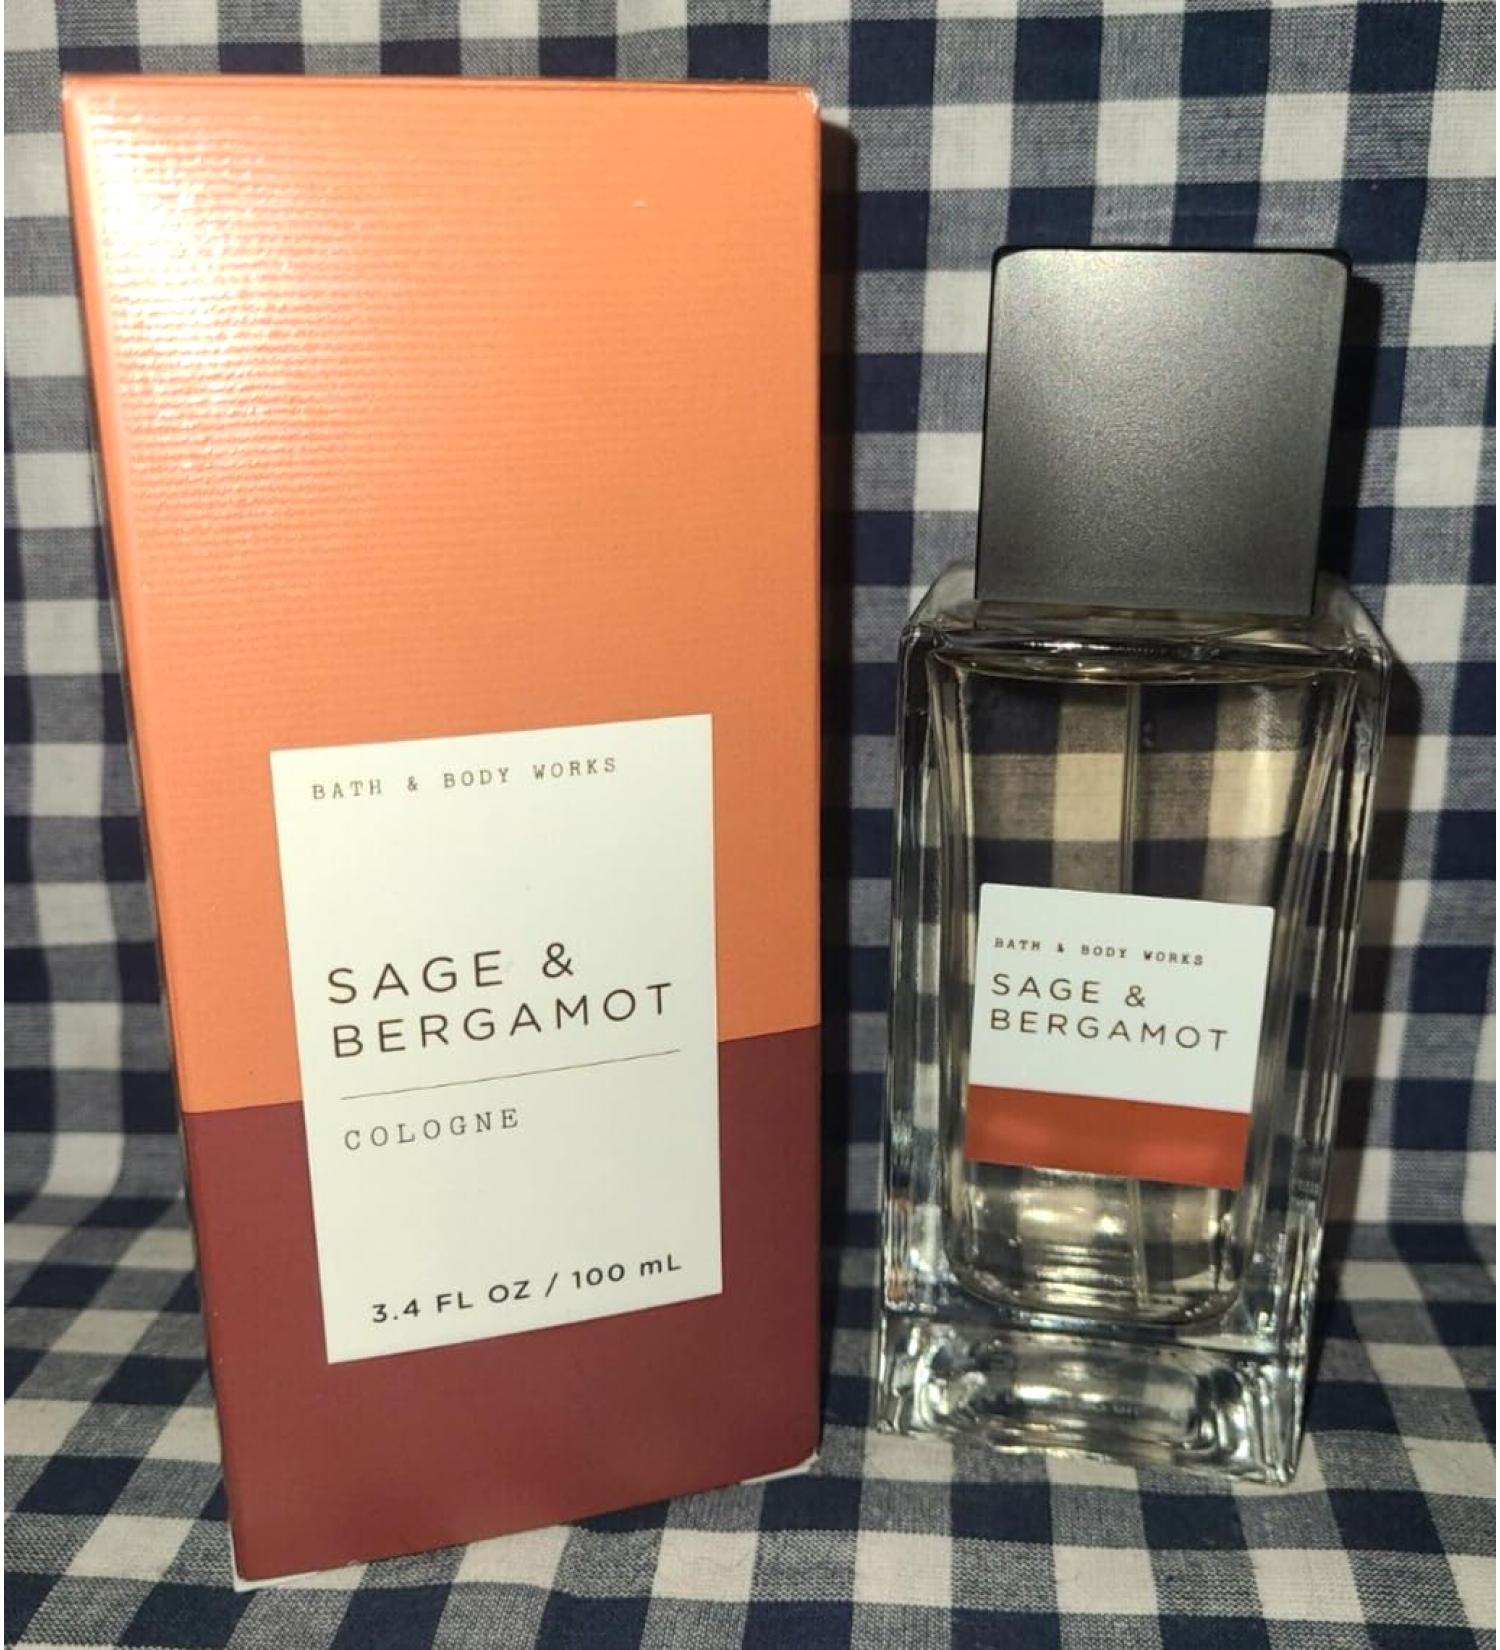 BATH & BODY WORKS
SAGE &
BERGAMOT
COLOGNE
3.4 FL OZ / 100 mL
BATH & BODY WORKS
SAGE &
BERGAMOT